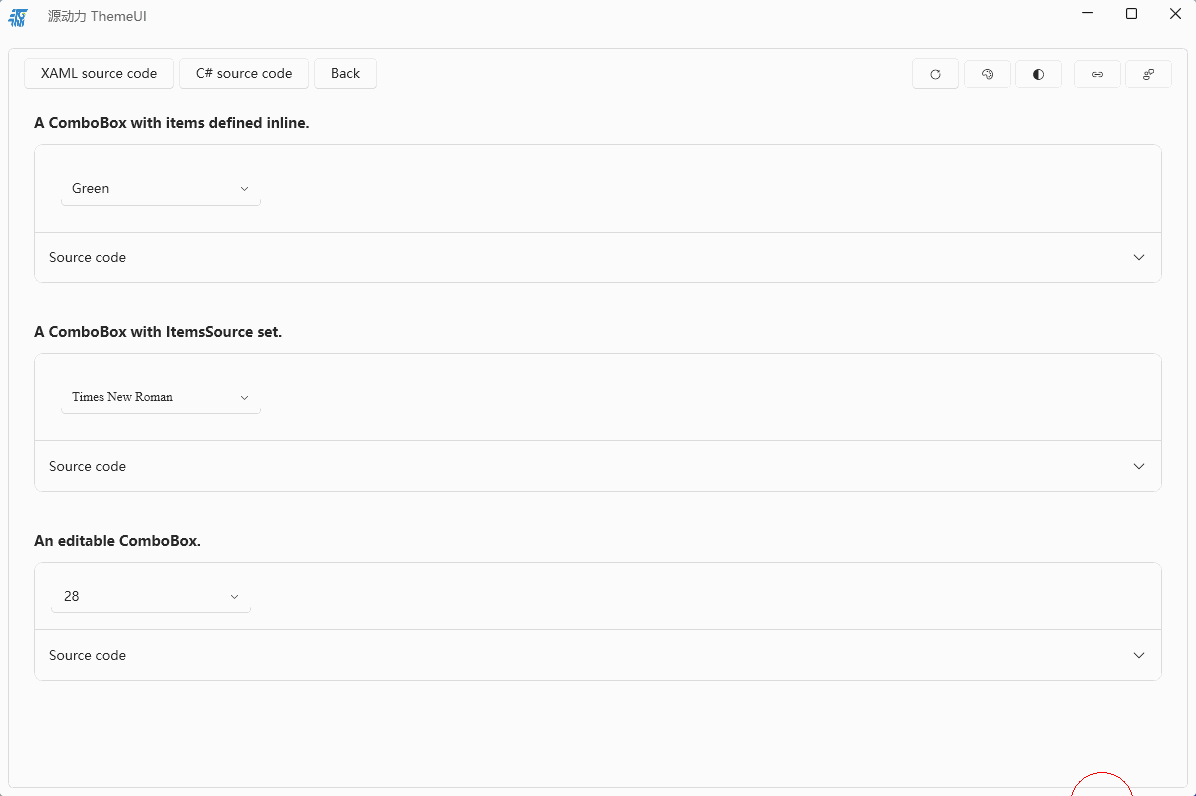 源动力 ThemeUI
XAML source code
C# source code
Back
A ComboBox with items defined inline.
Green
Source code
A ComboBox with ItemsSource set.
Times New Roman
Source code
An editable ComboBox.
28
Source code